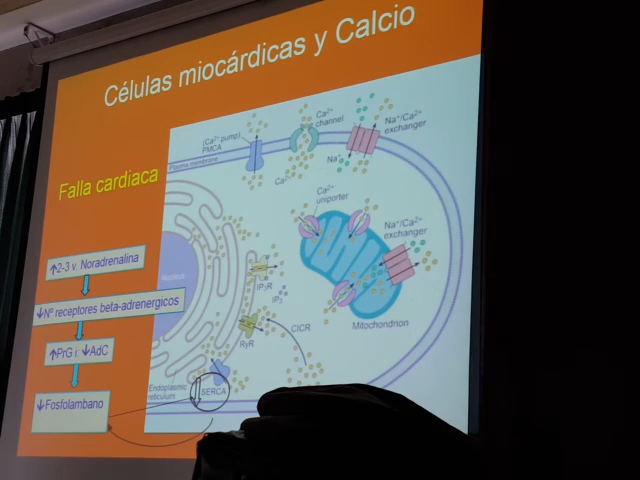 Células miocárdicas y Calcio
Falla cardiaca
↑2-3 v. Noradrenalina
↓Nº receptores beta-adrenergicos
↑PrG i: ↓AdC
↓Fosfolambano
(Ca²⁺ pump)
PMCA
Plasma membrane
Ca²⁺
channel
Na⁺/Ca²⁺
exchanger
Na⁺
Ca²⁺
Ca²⁺
uniporter
Na⁺/Ca²⁺
exchanger
Nucleus
IP₃R
IP₃
CICR
RyR
Mitochondrion
Endoplasmic
reticulum
SERCA